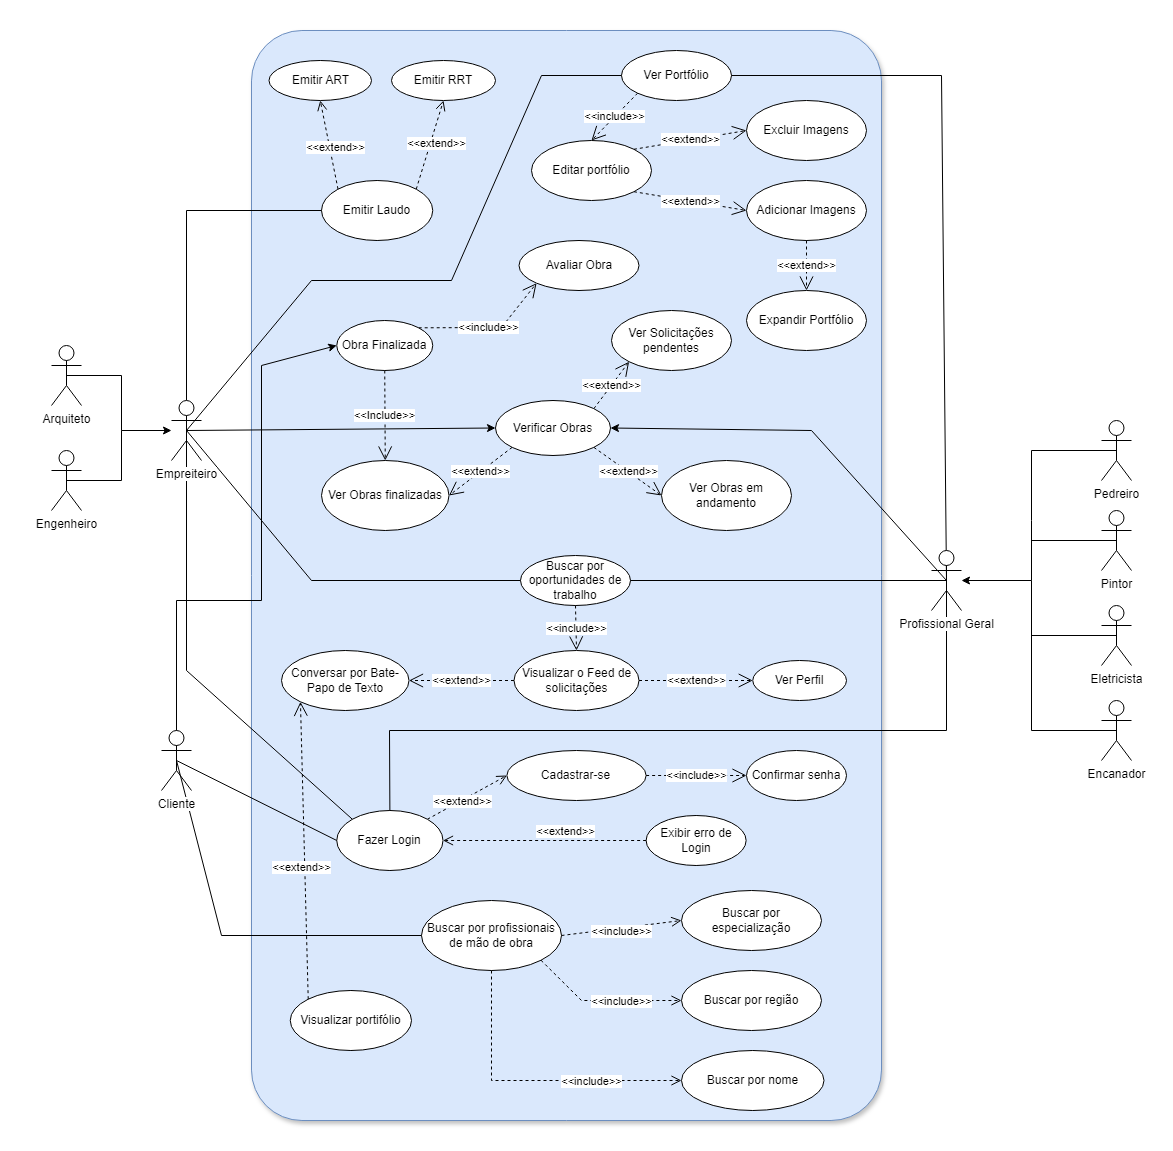 Emitir ART
Emitir RRT
Ver Portfólio
<<include>>
Excluir Imagens
<<extend>>
<<extend>>
<<extend>>
Editar portfólio
<<extend>>
Emitir Laudo
Adicionar Imagens
Avaliar Obra
<<extend>>
<<include>>
Expandir Portfólio
Obra Finalizada
Ver Solicitações
pendentes
<<extend>>
Arquiteto
<<Include>>
Verificar Obras
Empreiteiro
<<extend>>
<<extend>>
Ver Obras finalizadas
Ver Obras em
andamento
Engenheiro
Pedreiro
Buscar por
oportunidades de
trabalho
Pintor
<<include>>
Profissional Geral
Conversar por Bate-
Papo de Texto
<<extend>>
Visualizar o Feed de
solicitações
<<extend>>
Ver Perfil
Eletricista
Cliente
Cadastrar-se
<<include>>
Confirmar senha
Encanador
<<extend>>
Fazer Login
<<extend>>
Exibir erro de
Login
<<extend>>
Buscar por profissionais
de mão de obra
<<include>>
Buscar por
especialização
<<include>>
Buscar por região
Visualizar portifólio
<<include>>
Buscar por nome